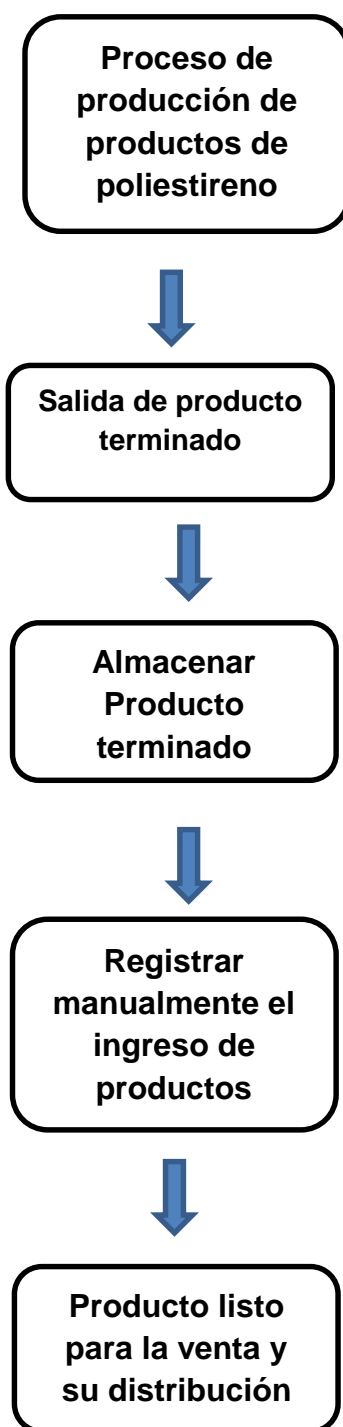 Proceso de
producción de
productos de
poliestireno
Salida de producto
terminado
Almacenar
Producto
terminado
Registrar
manualmente el
ingreso de
productos
Producto listo
para la venta y
su distribución